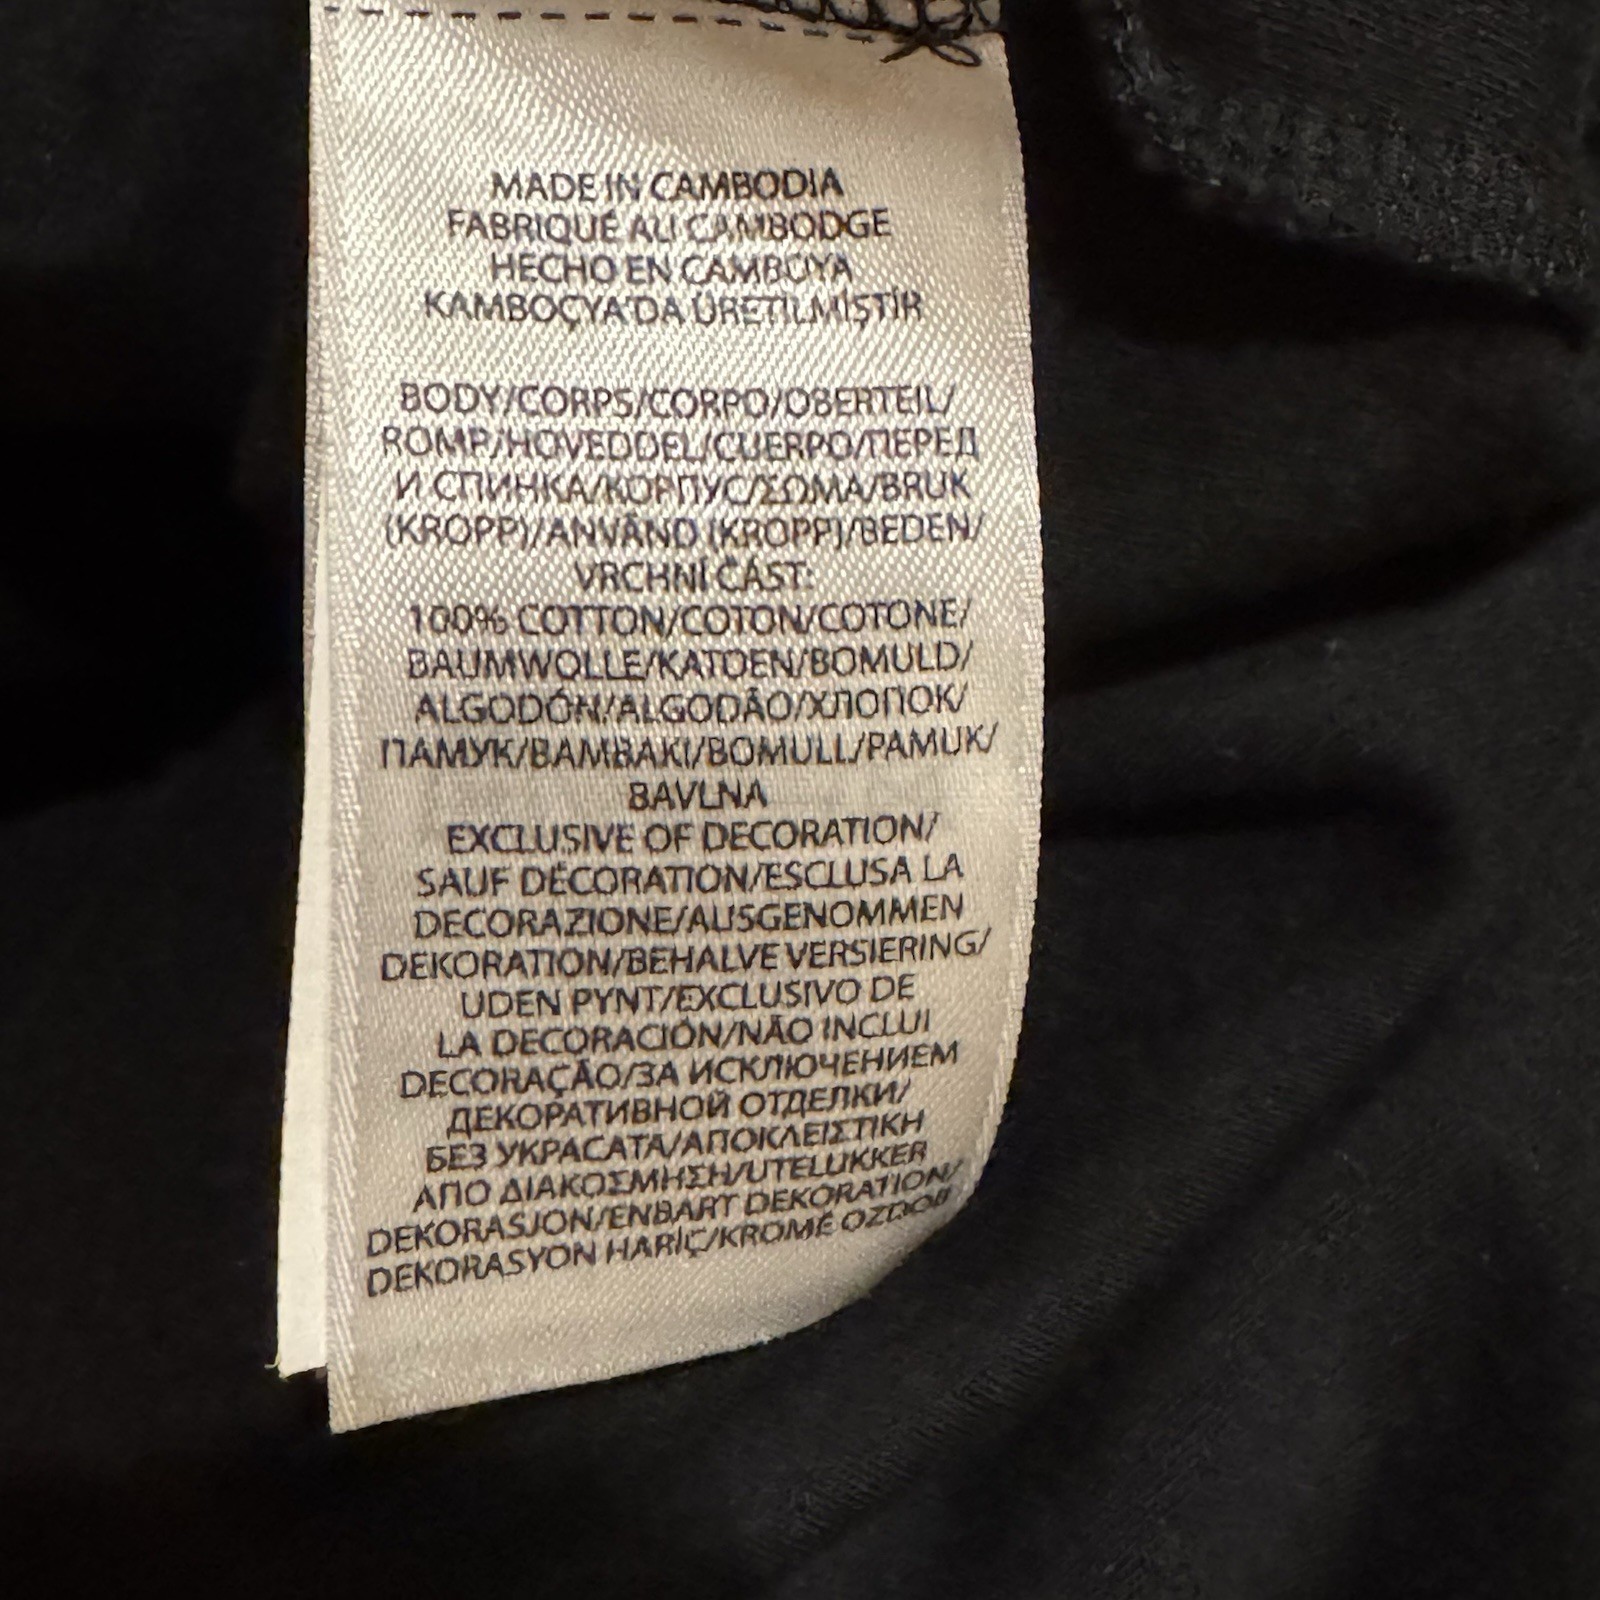 MADE IN CAMBODIA
FABRIQUÉ AU CAMBODGE
HECHO EN CAMBOYA
KAMBOÇYA'DA ÜRETİLMİŞTİR
BODY/CORPS/CORPO/OBERTEIL/
ROMP/HOVEDDEL/CUERPO/ПЕРЕД
И СПИНКА/КОРПУС/ΣΩΜΑ/BRUK
(KROPP)/ANVÄND (KROPP)/BEDEN/
VRCHNÍ ČÁST:
100% COTTON/COTON/COTONE/
BAUMWOLLE/KATOEN/BOMULD/
ALGODÓN/ALGODÃO/ХЛОПОК/
ПАМУК/ΒΑΜΒΑΚΙ/BOMULL/PAMUK/
BAVLNA
EXCLUSIVE OF DECORATION/
SAUF DÉCORATION/ESCLUSA LA
DECORAZIONE/AUSGENOMMEN
DEKORATION/BEHALVE VERSIERING/
UDEN PYNT/EXCLUSIVO DE
LA DECORACIÓN/NÃO INCLUI
DECORAÇÃO/ЗА ИСКЛЮЧЕНИЕМ
ДЕКОРАТИВНОЙ ОТДЕЛКИ/
БЕЗ УКРАСАТА/ΑΠΟΚΛΕΙΣΤΙΚΗ
ΑΠΟ ΔΙΑΚΟΣΜΗΣΗ/UTELUKKER
DEKORASJON/ENBART DEKORATION/
DEKORASYON HARİÇ/KROMĚ OZDOB